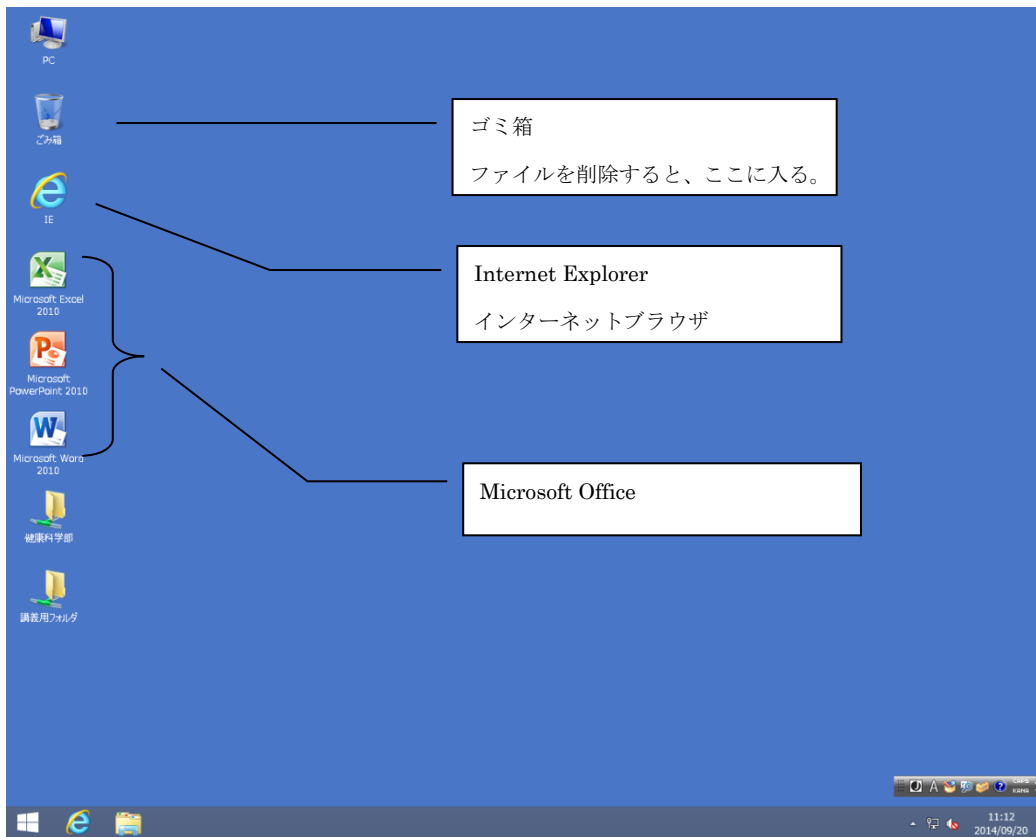 PC
ごみ箱
ゴミ箱
ファイルを削除すると、ここに入る。
IE
Internet Explorer
インターネットブラウザ
Microsoft Excel
2010
Microsoft
PowerPoint 2010
Microsoft Word
2010
Microsoft Office
健康科学部
講義用フォルダ
A
CAPS
KANA
11:12
2014/09/20